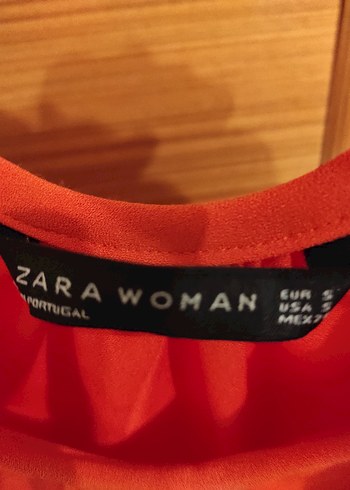 ZARA WOMAN
PORTUGAL
EUR S
USA S
MEX